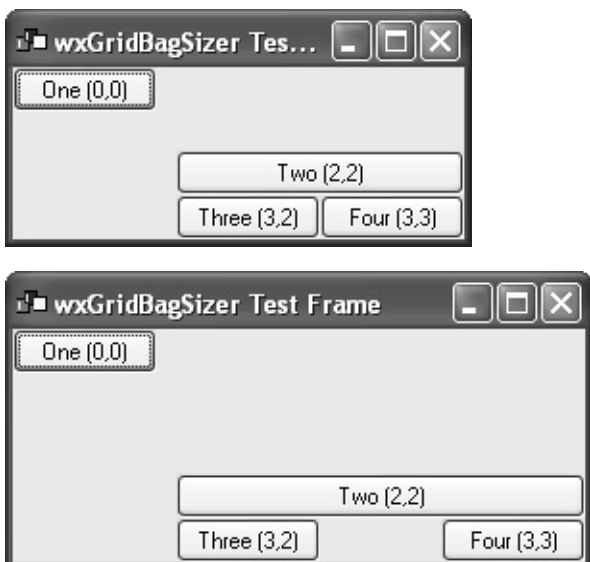 wxGridBagSizer Tes...
One (0,0)
Two (2,2)
Three (3,2) Four (3,3)
wxGridBagSizer Test Frame
One (0,0)
Two (2,2)
Three (3,2) Four (3,3)